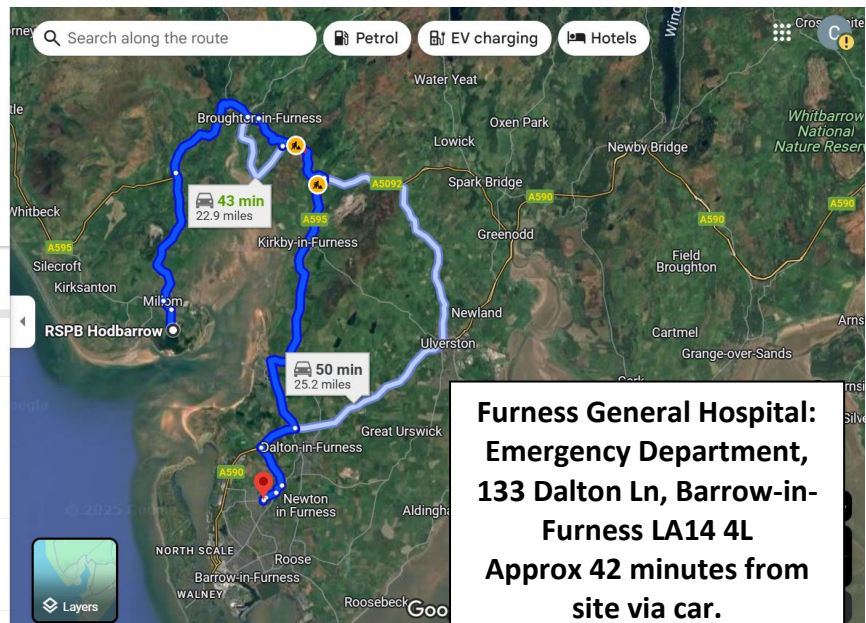 Search along the route
Petrol
EV charging
Hotels
C
Water Yeat
Broughton-in-Furness
Oxen Park
Whitbarrow
National
Nature Reserv
Lowick
Newby Bridge
A5092
Spark Bridge
A590
A590
A590
43 min
22.9 miles
Whitbeck
A595
A595
Kirkby-in-Furness
Greenodd
Field
Broughton
Silecroft
Kirksanton
Millom
RSPB Hodbarrow
Newland
Ulverston
Cartmel
Arns
Grange-over-Sands
50 min
25.2 miles
Great Urswick
Dalton-in-Furness
A590
Newton
in Furness
Aldingha
NORTH SCALE
Roose
Barrow-in-Furness
WALNEY
Roosebeck
Layers
Goo
Furness General Hospital:
Emergency Department,
133 Dalton Ln, Barrow-in-
Furness LA14 4L
Approx 42 minutes from
site via car.